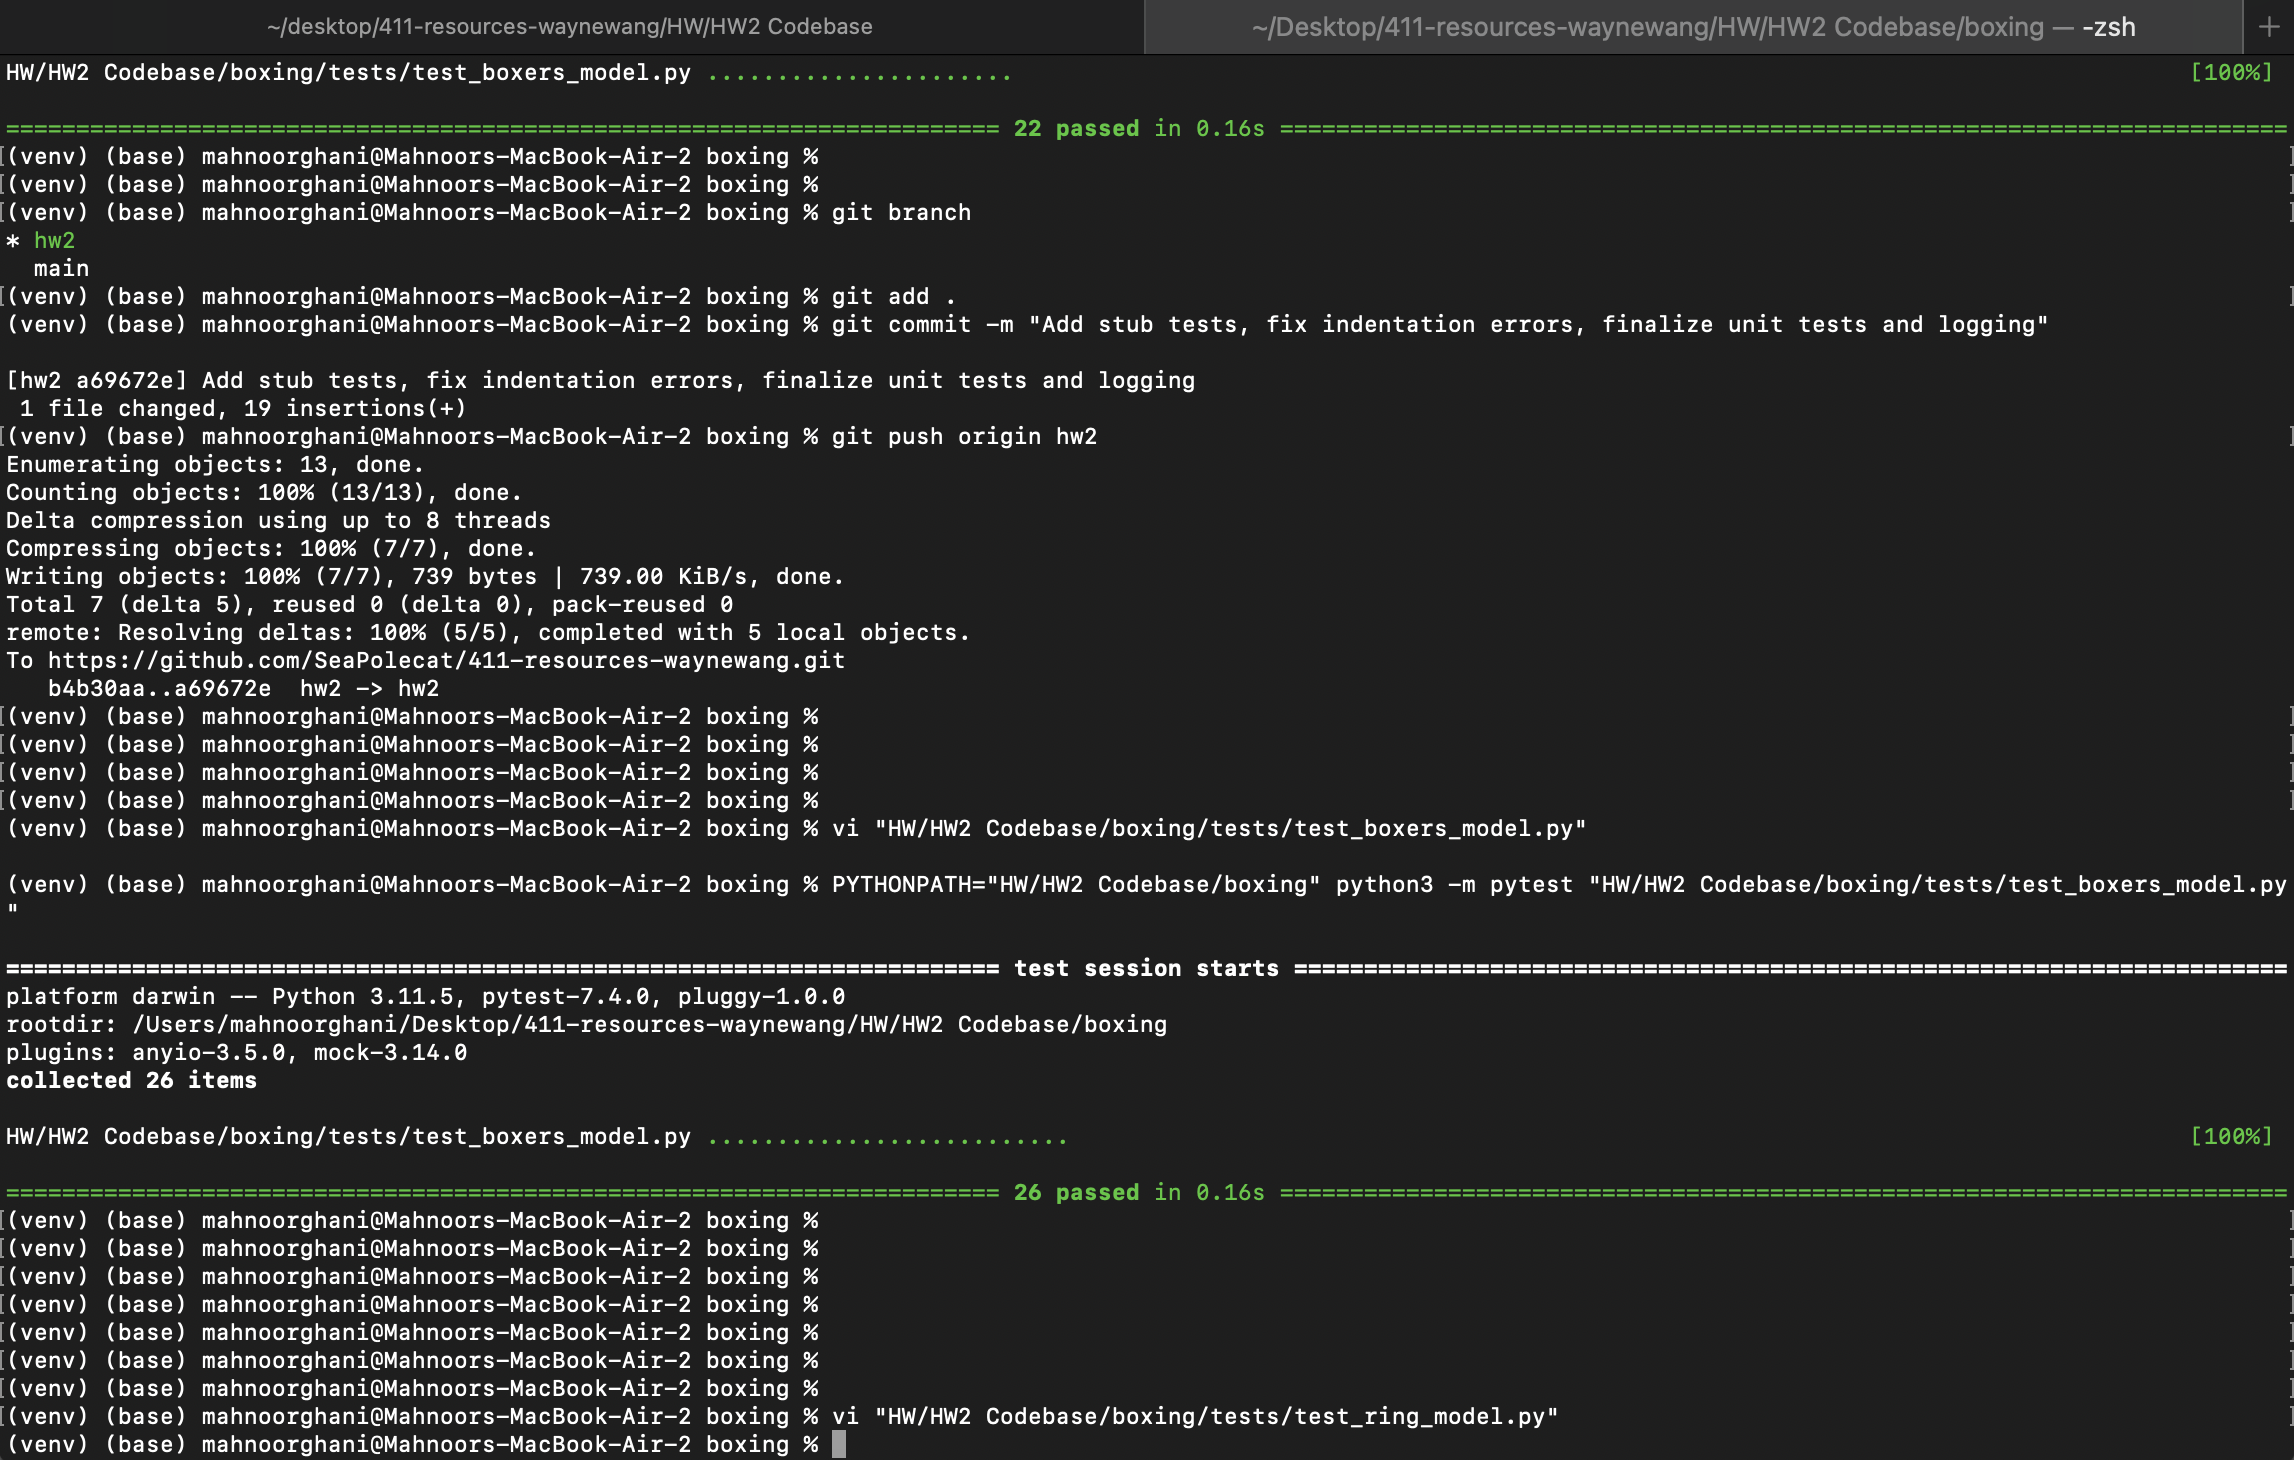 ~/desktop/411-resources-waynewang/HW/HW2 Codebase
~/Desktop/411-resources-waynewang/HW/HW2 Codebase/boxing — -zsh
+
HW/HW2 Codebase/boxing/tests/test_boxers_model.py ...................... [100%]
======================================================================= 22 passed in 0.16s ========================================================================
[(venv) (base) mahnoorghani@Mahnoors-MacBook-Air-2 boxing % ]
[(venv) (base) mahnoorghani@Mahnoors-MacBook-Air-2 boxing % ]
[(venv) (base) mahnoorghani@Mahnoors-MacBook-Air-2 boxing % git branch ]
* hw2
  main
[(venv) (base) mahnoorghani@Mahnoors-MacBook-Air-2 boxing % git add . ]
(venv) (base) mahnoorghani@Mahnoors-MacBook-Air-2 boxing % git commit -m "Add stub tests, fix indentation errors, finalize unit tests and logging"
[hw2 a69672e] Add stub tests, fix indentation errors, finalize unit tests and logging
 1 file changed, 19 insertions(+)
[(venv) (base) mahnoorghani@Mahnoors-MacBook-Air-2 boxing % git push origin hw2 ]
Enumerating objects: 13, done.
Counting objects: 100% (13/13), done.
Delta compression using up to 8 threads
Compressing objects: 100% (7/7), done.
Writing objects: 100% (7/7), 739 bytes | 739.00 KiB/s, done.
Total 7 (delta 5), reused 0 (delta 0), pack-reused 0
remote: Resolving deltas: 100% (5/5), completed with 5 local objects.
To https://github.com/SeaPolecat/411-resources-waynewang.git
   b4b30aa..a69672e  hw2 -> hw2
[(venv) (base) mahnoorghani@Mahnoors-MacBook-Air-2 boxing % ]
[(venv) (base) mahnoorghani@Mahnoors-MacBook-Air-2 boxing % ]
[(venv) (base) mahnoorghani@Mahnoors-MacBook-Air-2 boxing % ]
[(venv) (base) mahnoorghani@Mahnoors-MacBook-Air-2 boxing % ]
(venv) (base) mahnoorghani@Mahnoors-MacBook-Air-2 boxing % vi "HW/HW2 Codebase/boxing/tests/test_boxers_model.py"
(venv) (base) mahnoorghani@Mahnoors-MacBook-Air-2 boxing % PYTHONPATH="HW/HW2 Codebase/boxing" python3 -m pytest "HW/HW2 Codebase/boxing/tests/test_boxers_model.py
"
======================================================================= test session starts =======================================================================
platform darwin -- Python 3.11.5, pytest-7.4.0, pluggy-1.0.0
rootdir: /Users/mahnoorghani/Desktop/411-resources-waynewang/HW/HW2 Codebase/boxing
plugins: anyio-3.5.0, mock-3.14.0
collected 26 items
HW/HW2 Codebase/boxing/tests/test_boxers_model.py .......................... [100%]
======================================================================= 26 passed in 0.16s ========================================================================
[(venv) (base) mahnoorghani@Mahnoors-MacBook-Air-2 boxing % ]
[(venv) (base) mahnoorghani@Mahnoors-MacBook-Air-2 boxing % ]
[(venv) (base) mahnoorghani@Mahnoors-MacBook-Air-2 boxing % ]
[(venv) (base) mahnoorghani@Mahnoors-MacBook-Air-2 boxing % ]
[(venv) (base) mahnoorghani@Mahnoors-MacBook-Air-2 boxing % ]
[(venv) (base) mahnoorghani@Mahnoors-MacBook-Air-2 boxing % ]
[(venv) (base) mahnoorghani@Mahnoors-MacBook-Air-2 boxing % ]
[(venv) (base) mahnoorghani@Mahnoors-MacBook-Air-2 boxing % vi "HW/HW2 Codebase/boxing/tests/test_ring_model.py" ]
(venv) (base) mahnoorghani@Mahnoors-MacBook-Air-2 boxing %